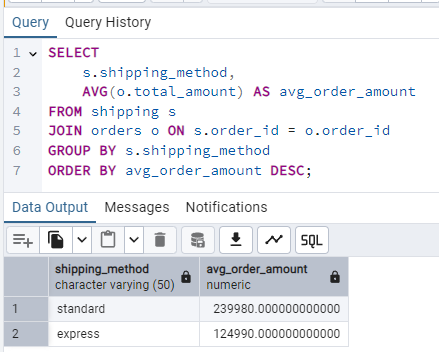 Query Query History
1 SELECT
2 s.shipping_method,
3 AVG(o.total_amount) AS avg_order_amount
4 FROM shipping s
5 JOIN orders o ON s.order_id = o.order_id
6 GROUP BY s.shipping_method
7 ORDER BY avg_order_amount DESC;
Data Output Messages Notifications
SQL
shipping_method avg_order_amount
character varying (50) numeric
1 standard 239980.000000000000
2 express 124990.000000000000